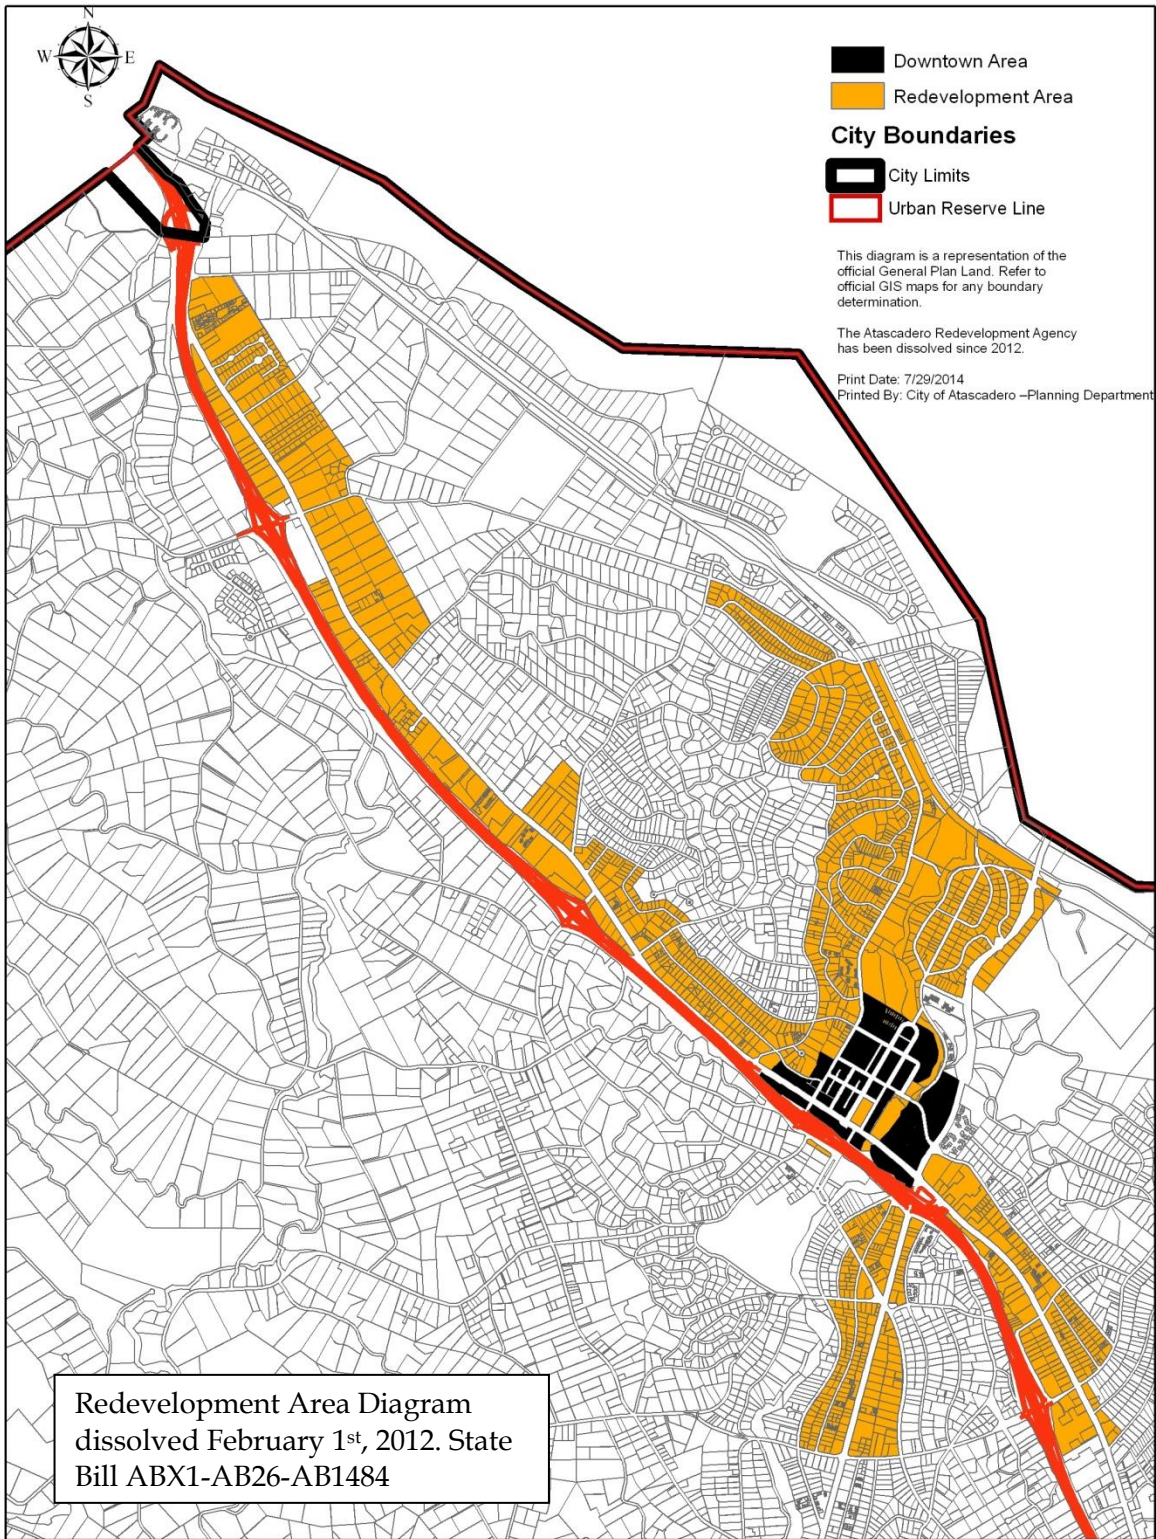 N
W E
S
Downtown Area
Redevelopment Area
City Boundaries
City Limits
Urban Reserve Line
This diagram is a representation of the
official General Plan Land. Refer to
official GIS maps for any boundary
determination.
The Atascadero Redevelopment Agency
has been dissolved since 2012.
Print Date: 7/29/2014
Printed By: City of Atascadero –Planning Department
Redevelopment Area Diagram
dissolved February 1st, 2012. State
Bill ABX1-AB26-AB1484